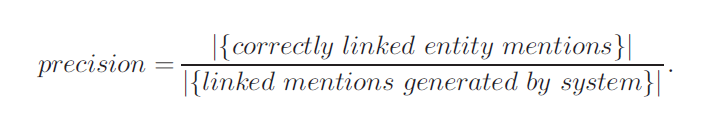 precision = |{correctly linked entity mentions}| / |{linked mentions generated by system}| .